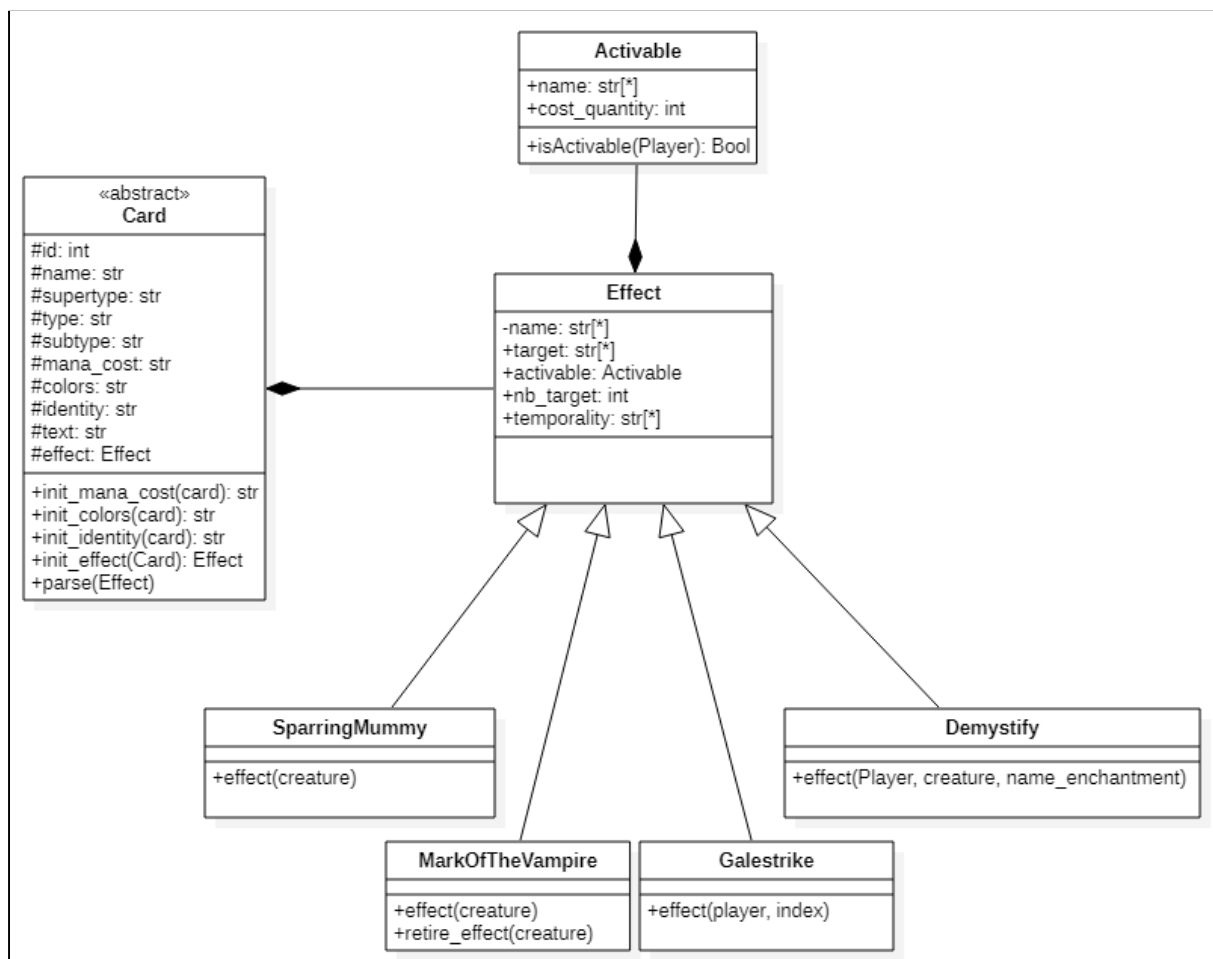 Activable
+name: str[*]
+cost_quantity: int
+isActivable(Player): Bool
«abstract»
Card
#id: int
#name: str
#supertype: str
#type: str
#subtype: str
#mana_cost: str
#colors: str
#identity: str
#text: str
#effect: Effect
+init_mana_cost(card): str
+init_colors(card): str
+init_identity(card): str
+init_effect(Card): Effect
+parse(Effect)
Effect
-name: str[*]
+target: str[*]
+activable: Activable
+nb_target: int
+temporality: str[*]
SparringMummy
+effect(creature)
MarkOfTheVampire
+effect(creature)
+retire_effect(creature)
Galestrike
+effect(player, index)
Demystify
+effect(Player, creature, name_enchantment)